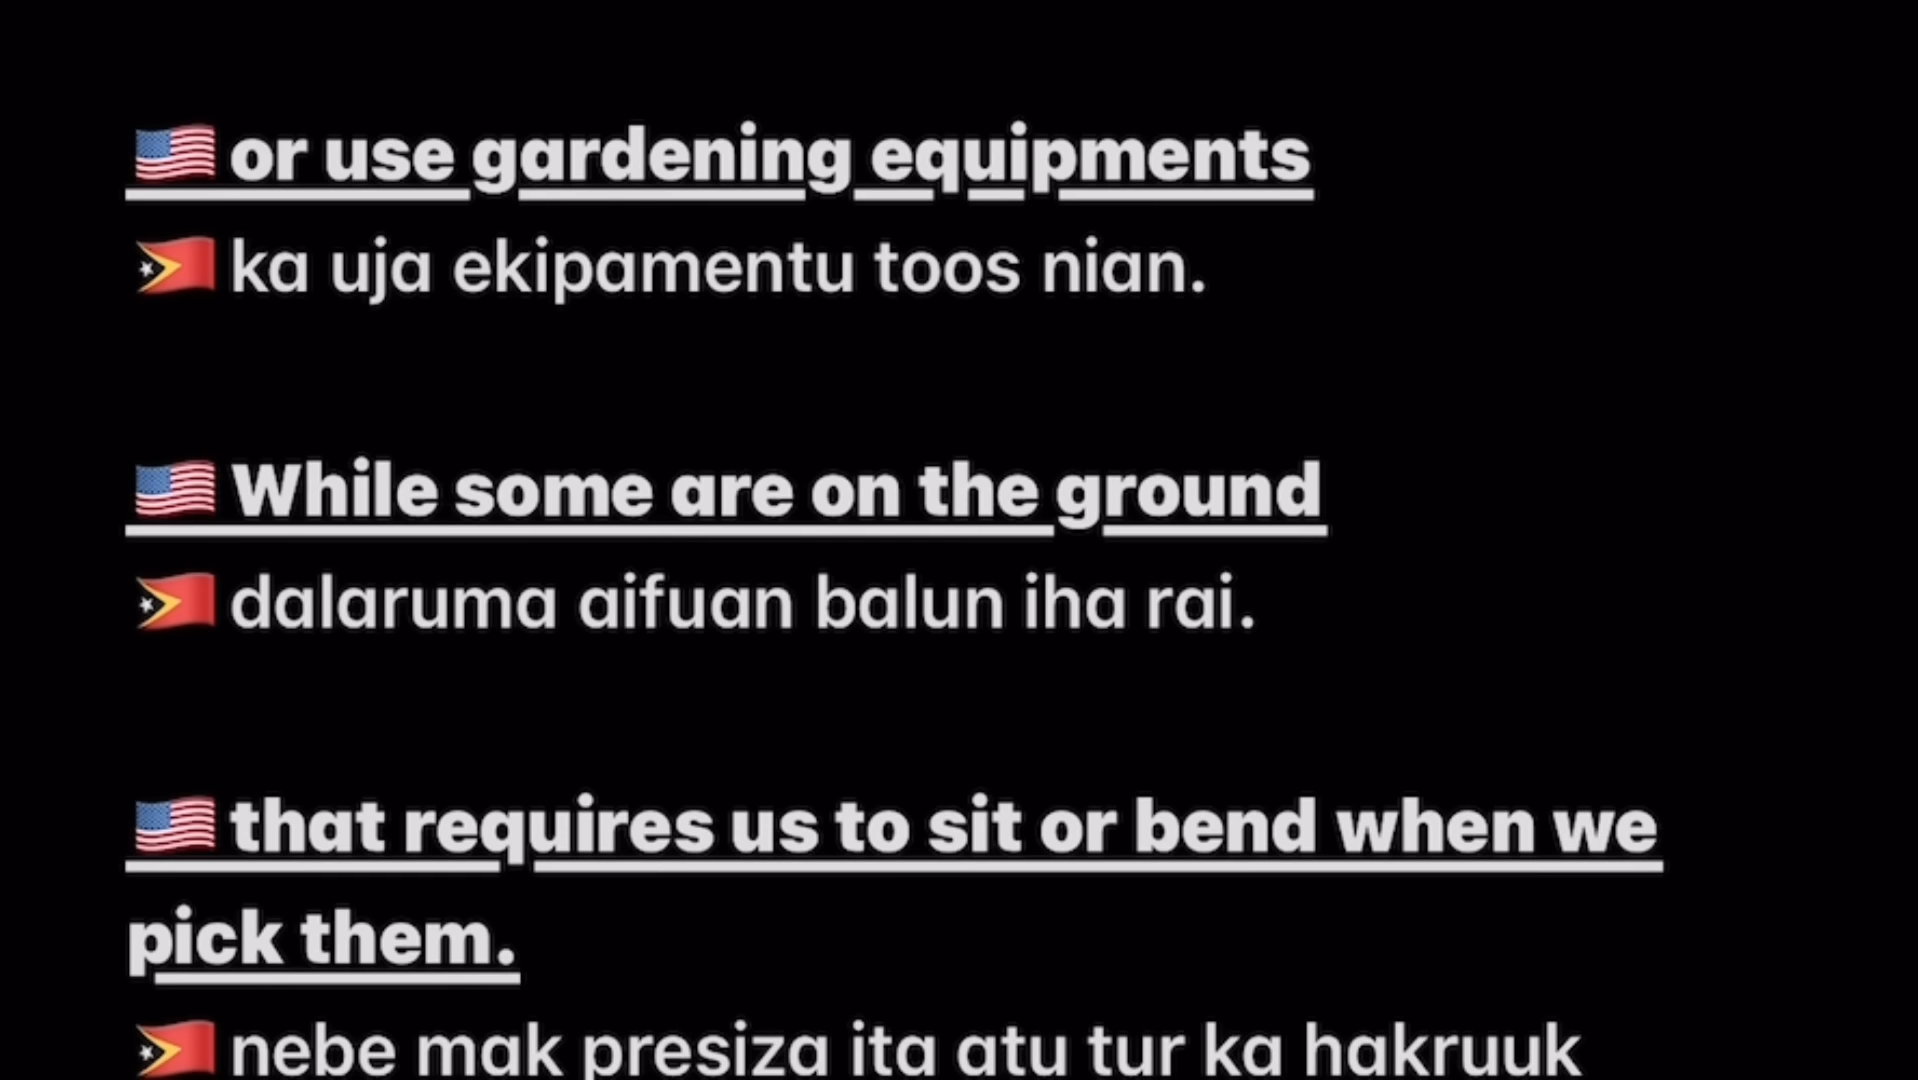 🇺🇸 or use gardening equipments
🇹🇱 ka uja ekipamentu toos nian.
🇺🇸 While some are on the ground
🇹🇱 dalaruma aifuan balun iha rai.
🇺🇸 that requires us to sit or bend when we
pick them.
🇹🇱 nebe mak presiza ita atu tur ka hakruuk